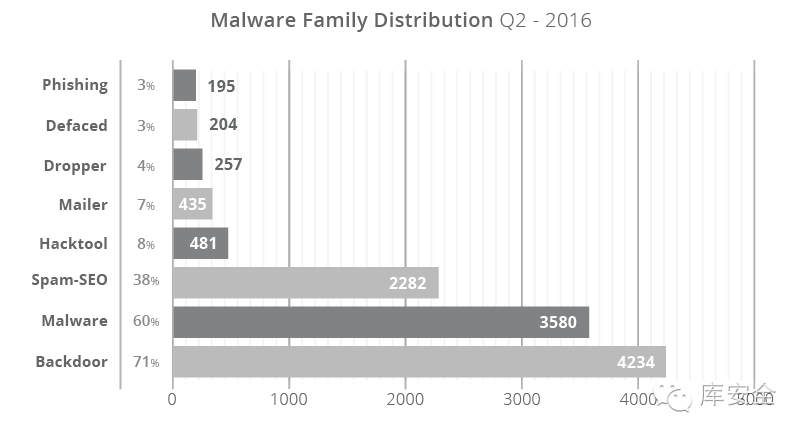 Malware Family Distribution Q2 - 2016
Phishing 3% 195
Defaced 3% 204
Dropper 4% 257
Mailer 7% 435
Hacktool 8% 481
Spam-SEO 38% 2282
Malware 60% 3580
Backdoor 71% 4234
0 1000 2000 3000 4000 5000
库安全